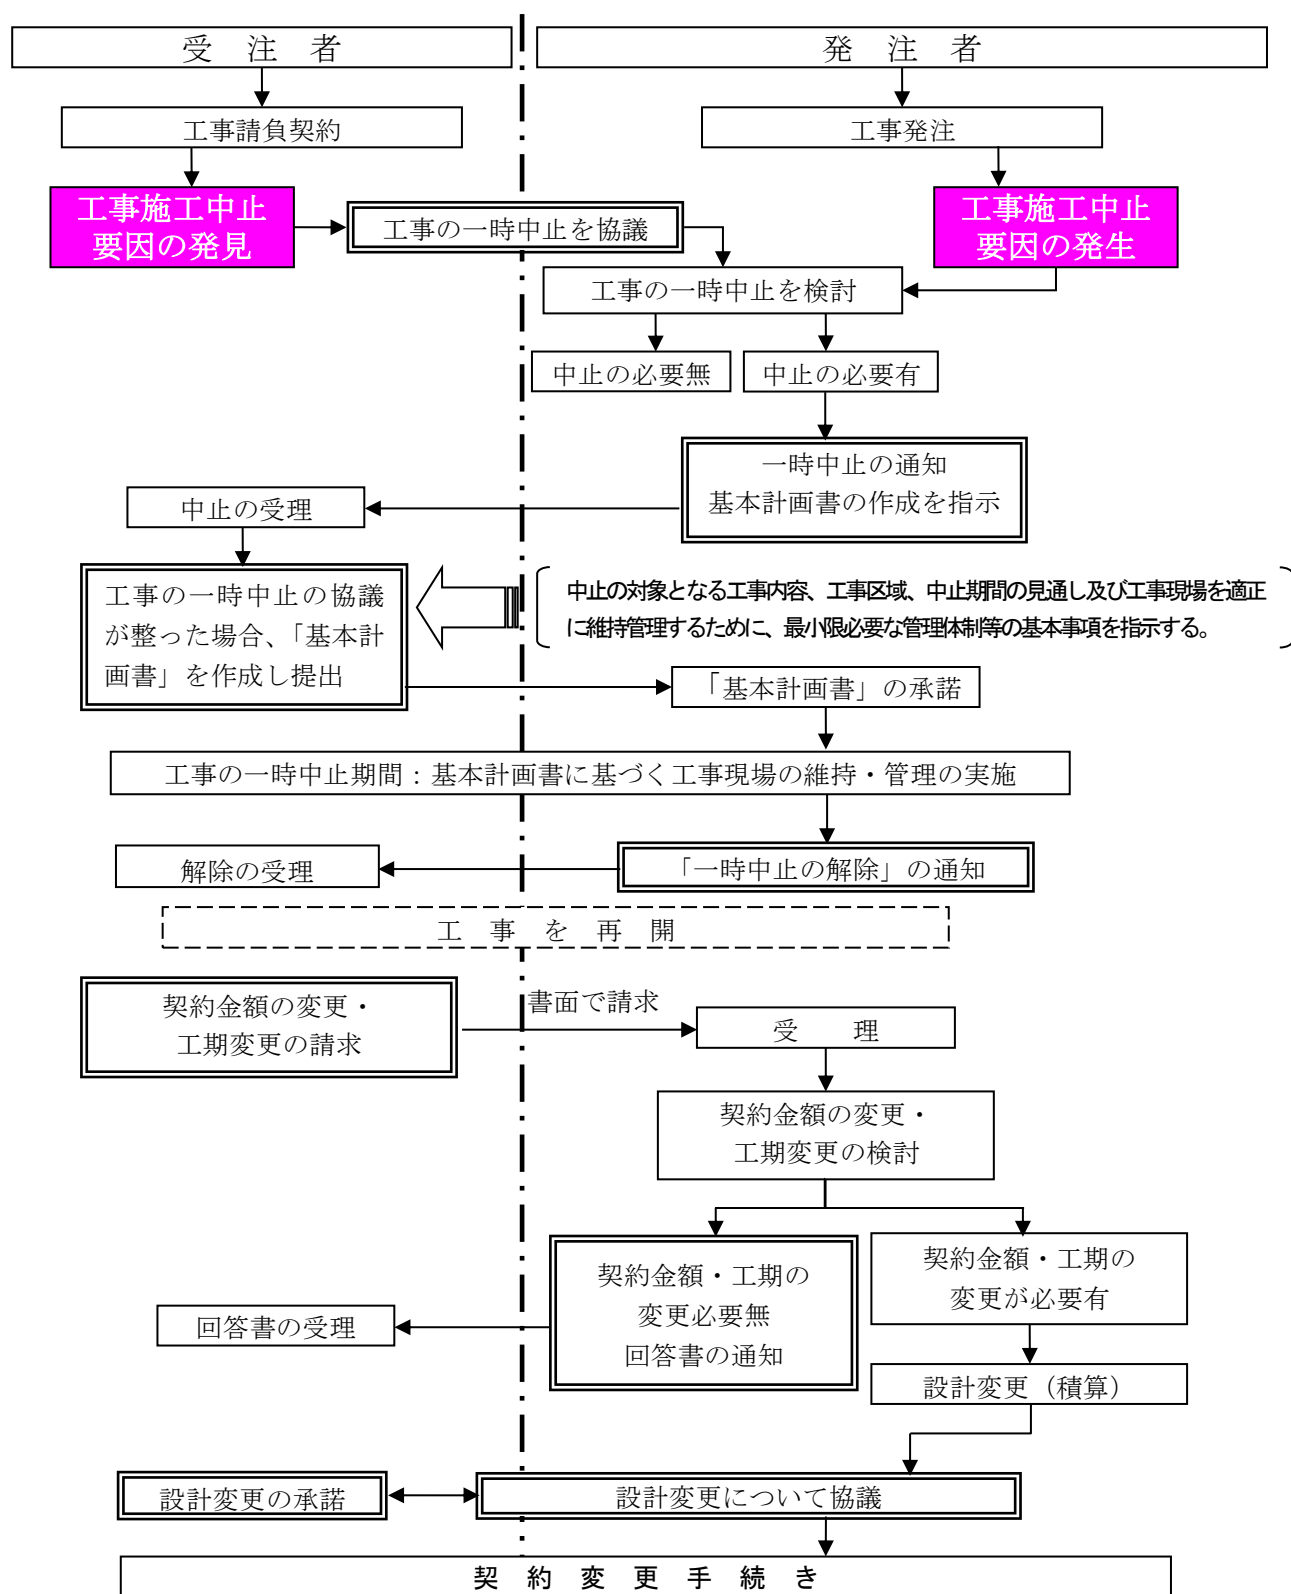 受　注　者
発　注　者
工事請負契約
工事発注
工事施工中止
要因の発見
工事の一時中止を協議
工事施工中止
要因の発生
工事の一時中止を検討
中止の必要無
中止の必要有
一時中止の通知
基本計画書の作成を指示
中止の受理
工事の一時中止の協議
が整った場合、「基本計
画書」を作成し提出
中止の対象となる工事内容、工事区域、中止期間の見通し及び工事現場を適正
に維持管理するために、最小限必要な管理体制等の基本事項を指示する。
「基本計画書」の承諾
工事の一時中止期間：基本計画書に基づく工事現場の維持・管理の実施
解除の受理
「一時中止の解除」の通知
工　事　を　再　開
契約金額の変更・
工期変更の請求
書面で請求
受　　理
契約金額の変更・
工期変更の検討
契約金額・工期の
変更必要無
回答書の通知
契約金額・工期の
変更が必要有
回答書の受理
設計変更（積算）
設計変更の承諾
設計変更について協議
契　約　変　更　手　続　き